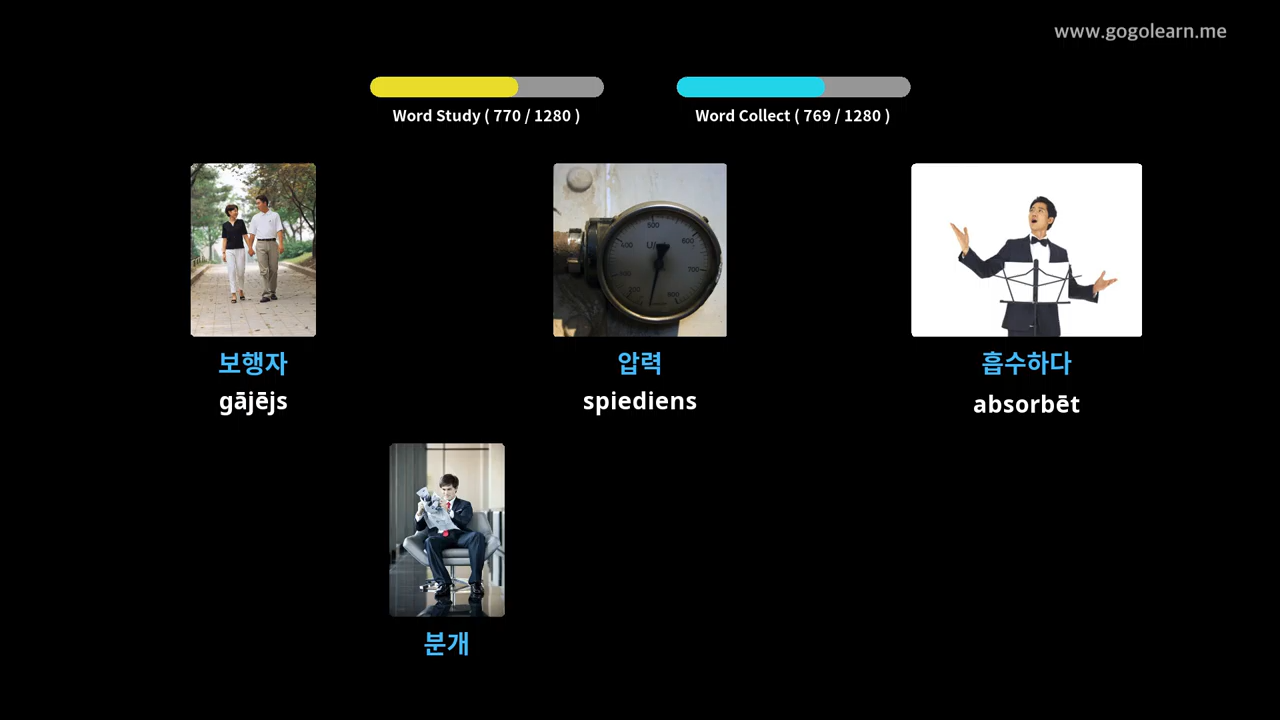 www.gogolearn.me
Word Study ( 770 / 1280 )
Word Collect ( 769 / 1280 )
보행자
gājējs
압력
spiediens
흡수하다
absorbēt
분개